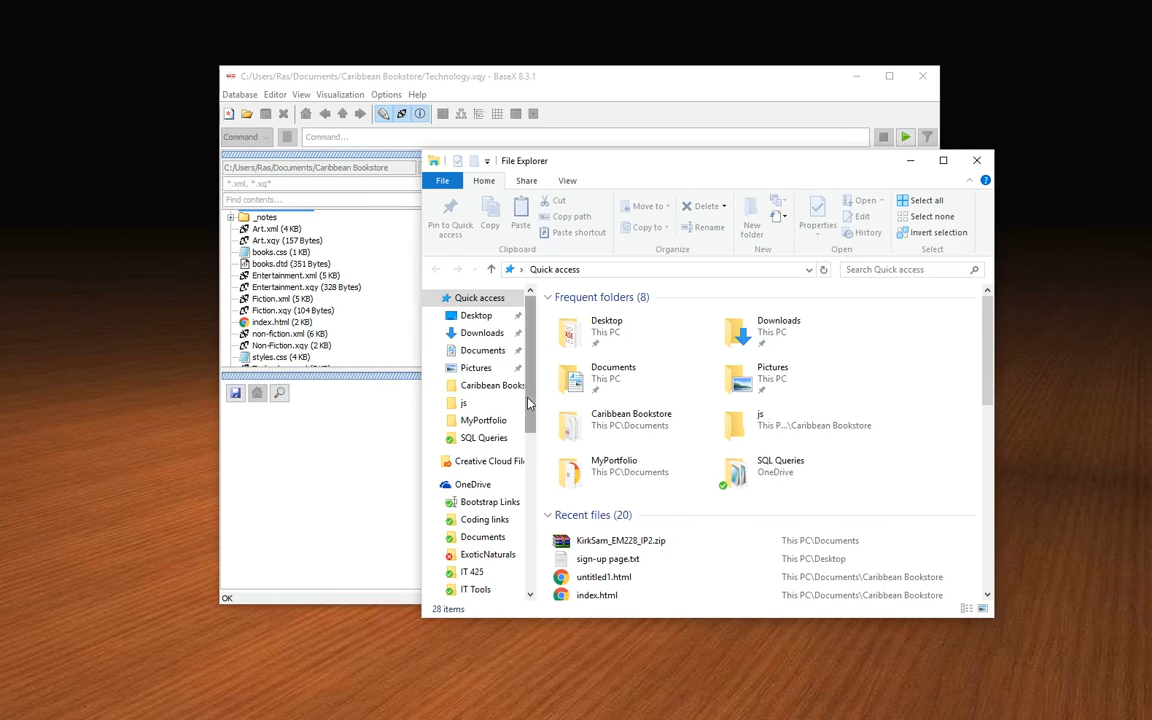 C:/Users/Ras/Documents/Caribbean Bookstore/Technology.xqy - BaseX 8.3.1
Database Editor View Visualization Options Help
Command Command...
C:/Users/Ras/Documents/Caribbean Bookstore
*.xml, *.xq*
Find contents...
_notes
Art.xml (4 KB)
Art.xqy (157 Bytes)
books.css (1 KB)
books.dtd (351 Bytes)
Entertainment.xml (5 KB)
Entertainment.xqy (328 Bytes)
Fiction.xml (5 KB)
Fiction.xqy (104 Bytes)
index.html (2 KB)
non-fiction.xml (6 KB)
Non-Fiction.xqy (2 KB)
styles.css (4 KB)
OK
File Explorer
File Home Share View
Pin to Quick access
Copy
Paste
Cut
Copy path
Paste shortcut
Clipboard
Move to
Copy to
Delete
Rename
Organize
New folder
New
Properties
Open
Edit
History
Open
Select all
Select none
Invert selection
Select
Quick access
Search Quick access
Quick access
Desktop
Downloads
Documents
Pictures
Caribbean Books
js
MyPortfolio
SQL Queries
Creative Cloud File
OneDrive
Bootstrap Links
Coding links
Documents
ExoticNaturals
IT 425
IT Tools
Frequent folders (8)
Desktop
This PC
Downloads
This PC
Documents
This PC
Pictures
This PC
Caribbean Bookstore
This PC\Documents
js
This P...\Caribbean Bookstore
MyPortfolio
This PC\Documents
SQL Queries
OneDrive
Recent files (20)
KirkSam_EM228_IP2.zip This PC\Documents
sign-up page.txt This PC\Desktop
untitled1.html This PC\Documents\Caribbean Bookstore
index.html This PC\Documents\Caribbean Bookstore
28 items